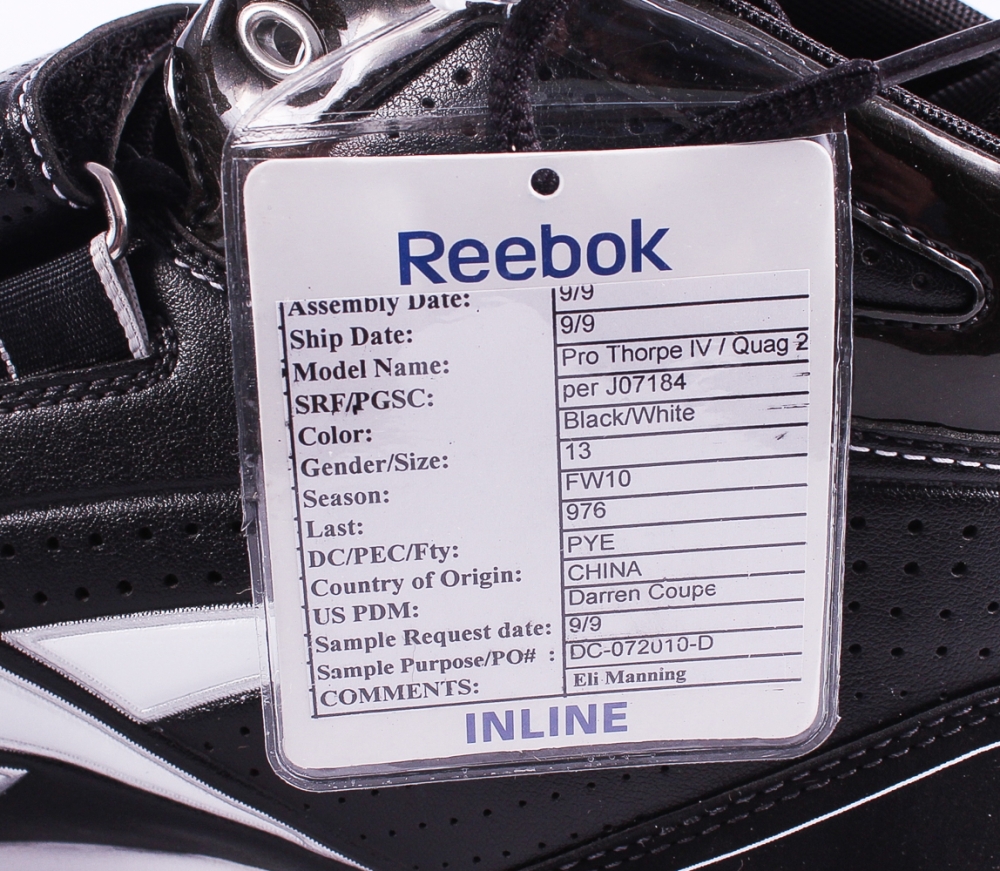 Reebok
Assembly Date: 9/9
Ship Date: 9/9
Model Name: Pro Thorpe IV / Quag 2
SRF/PGSC: per J07184
Color: Black/White
Gender/Size: 13
Season: FW10
Last: 976
DC/PEC/Fty: PYE
Country of Origin: CHINA
US PDM: Darren Coupe
Sample Request date: 9/9
Sample Purpose/PO# : DC-072010-D
COMMENTS: Eli Manning
INLINE